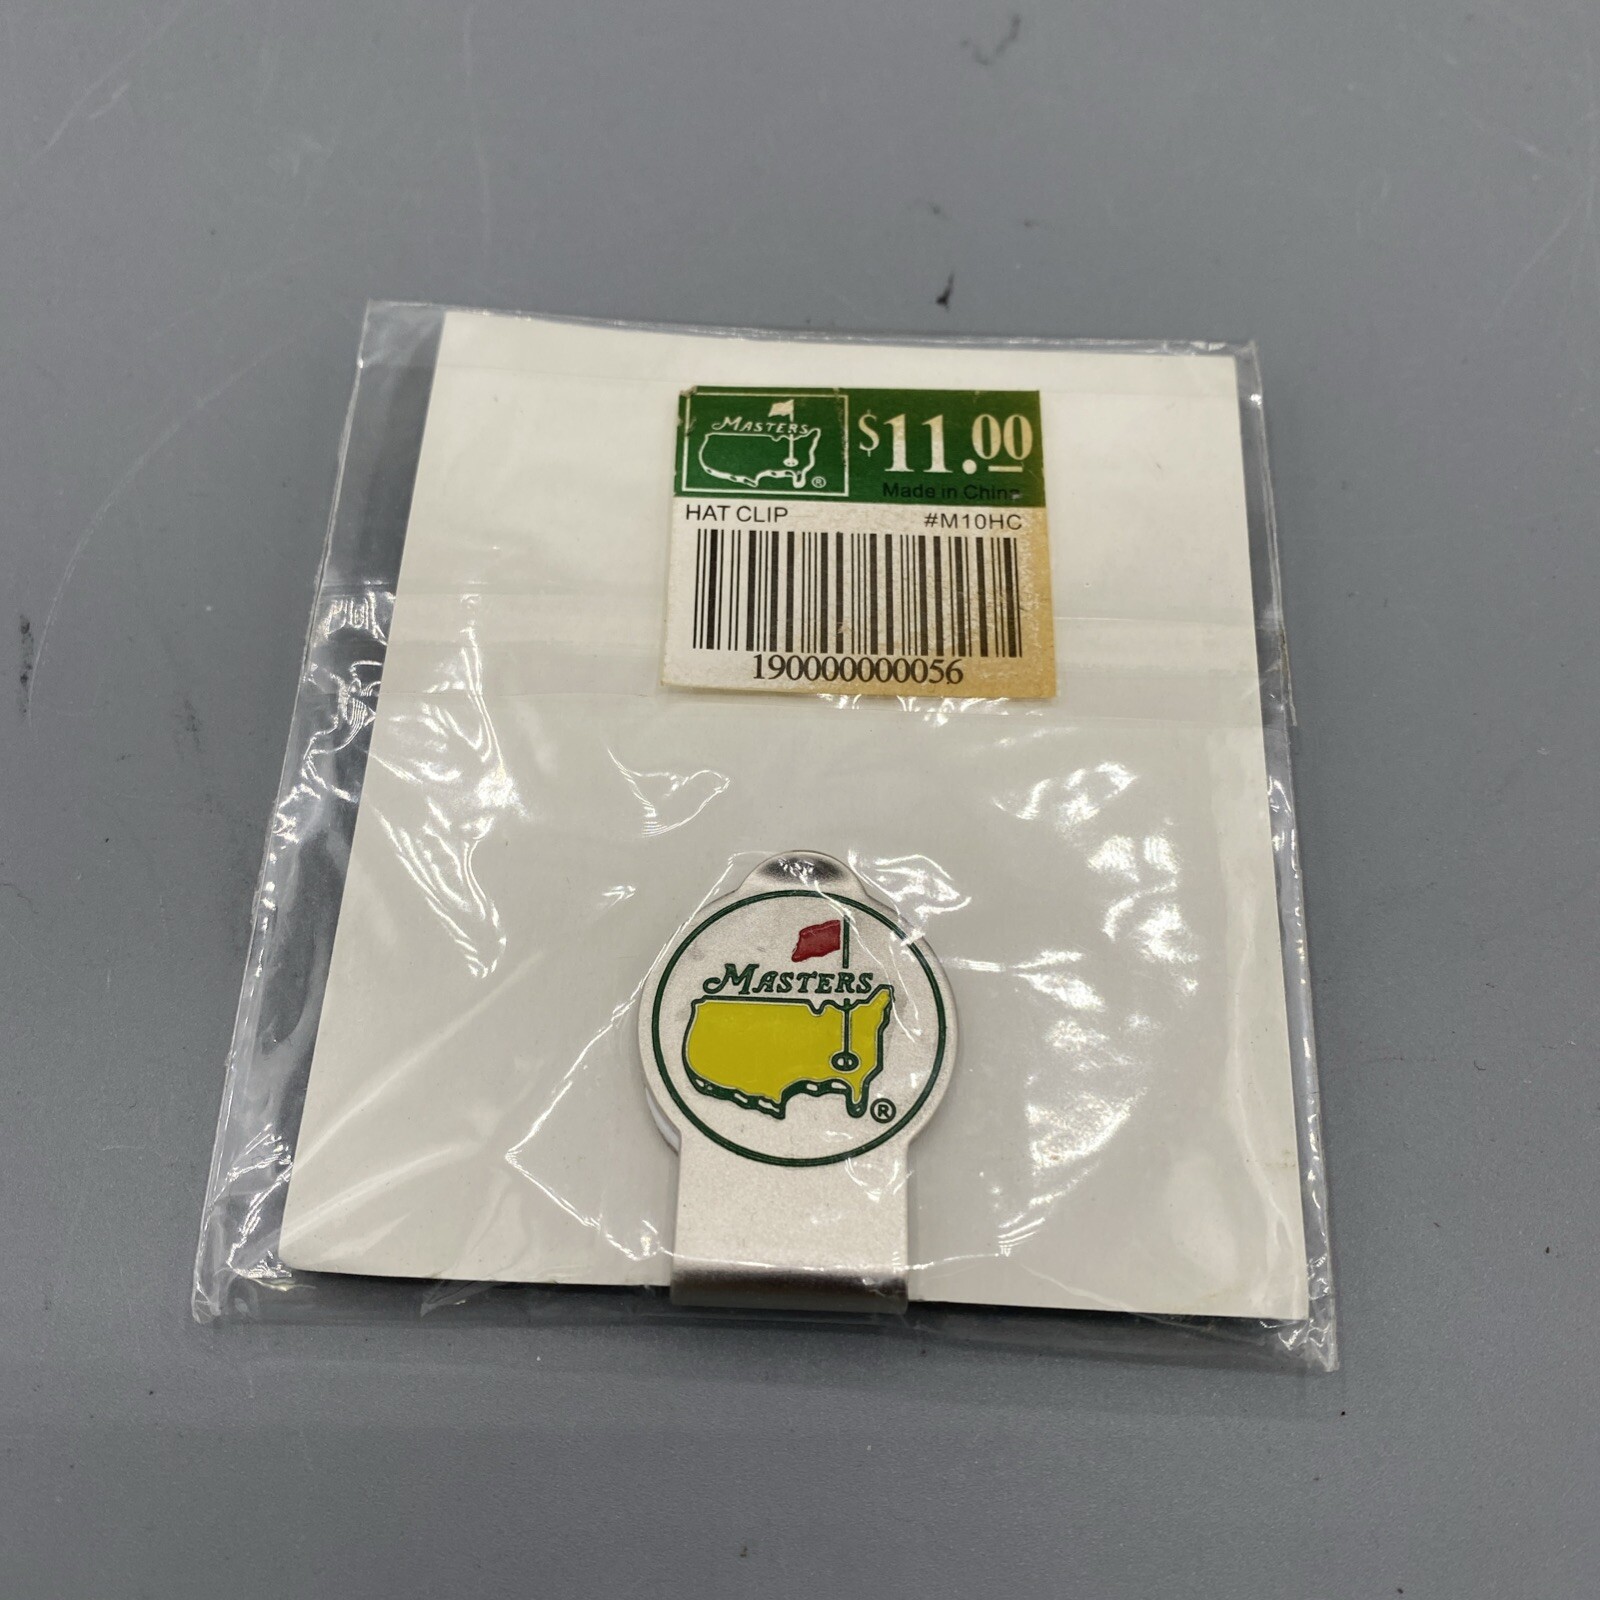 MASTERS
®
$11.00
Made in China
HAT CLIP #M10HC
190000000056
MASTERS
®